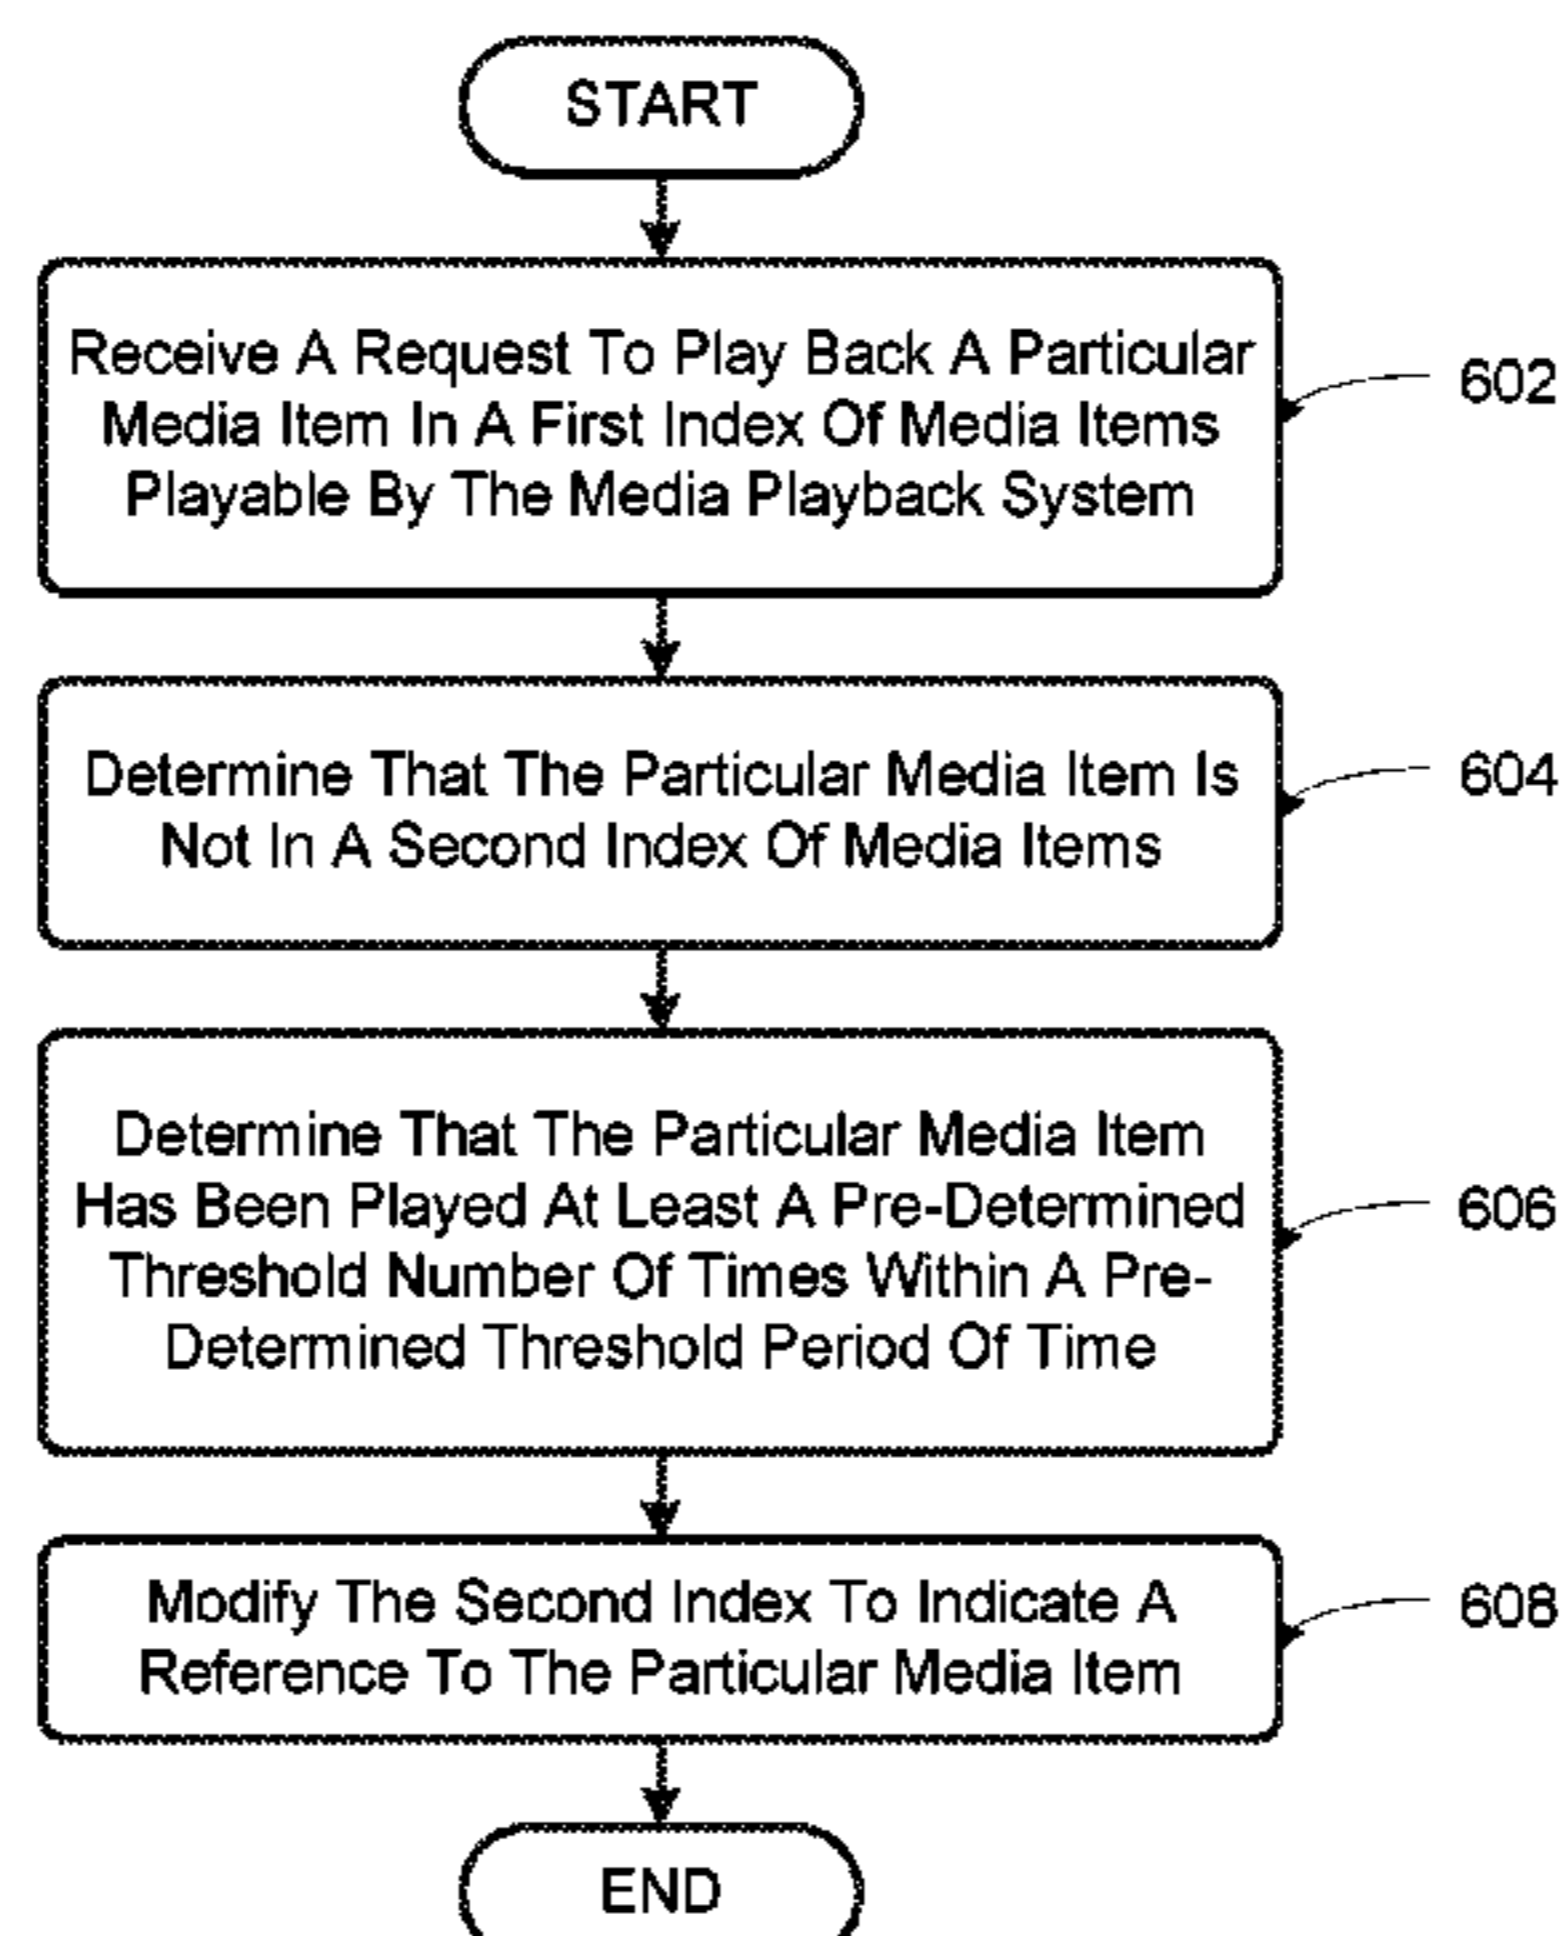 START
Receive A Request To Play Back A Particular
Media Item In A First Index Of Media Items
Playable By The Media Playback System
602
Determine That The Particular Media Item Is
Not In A Second Index Of Media Items
604
Determine That The Particular Media Item
Has Been Played At Least A Pre-Determined
Threshold Number Of Times Within A Pre-
Determined Threshold Period Of Time
606
Modify The Second Index To Indicate A
Reference To The Particular Media Item
608
END